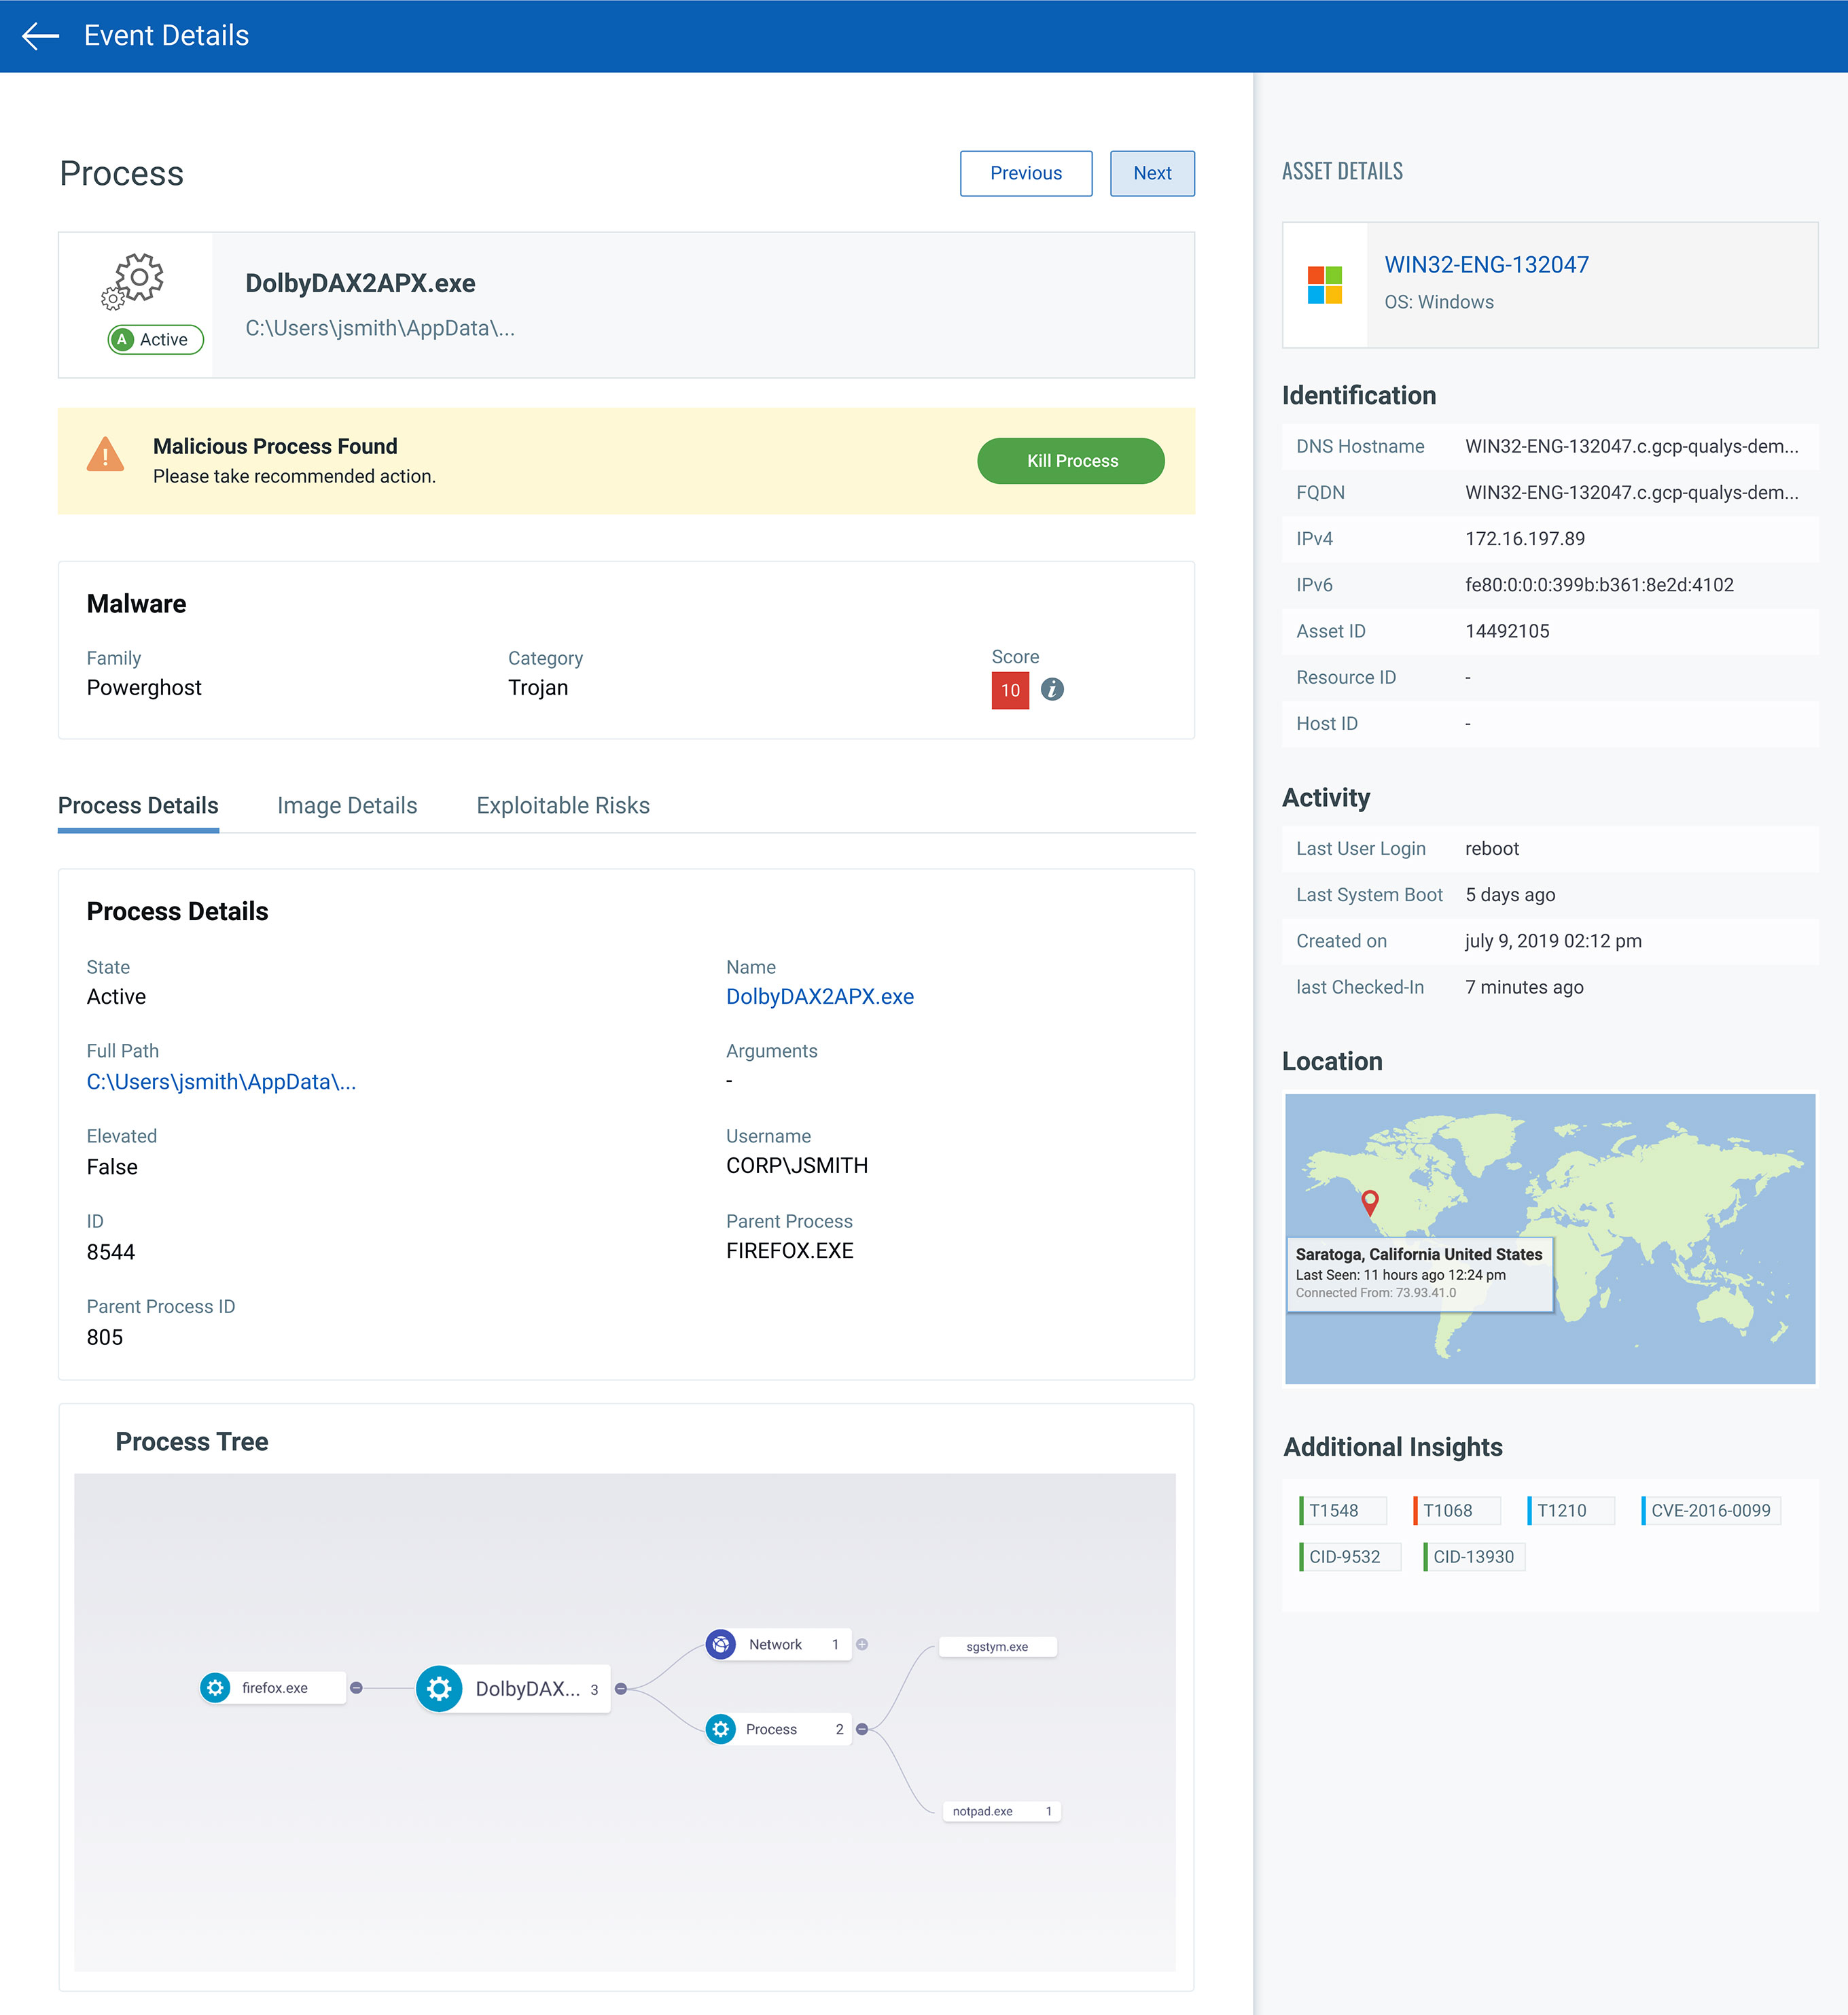 Event Details
Process
Previous
Next
A Active
DolbyDAX2APX.exe
C:\Users\jsmith\AppData\...
Malicious Process Found
Please take recommended action.
Kill Process
Malware
Family
Powerghost
Category
Trojan
Score
10
Process Details
Image Details
Exploitable Risks
Process Details
State
Active
Name
DolbyDAX2APX.exe
Full Path
C:\Users\jsmith\AppData\...
Arguments
-
Elevated
False
Username
CORP\JSMITH
ID
8544
Parent Process
FIREFOX.EXE
Parent Process ID
805
Process Tree
firefox.exe
DolbyDAX... 3
Network 1
Process 2
sgstym.exe
notpad.exe 1
ASSET DETAILS
WIN32-ENG-132047
OS: Windows
Identification
DNS Hostname WIN32-ENG-132047.c.gcp-qualys-dem...
FQDN WIN32-ENG-132047.c.gcp-qualys-dem...
IPv4 172.16.197.89
IPv6 fe80:0:0:0:399b:b361:8e2d:4102
Asset ID 14492105
Resource ID -
Host ID -
Activity
Last User Login reboot
Last System Boot 5 days ago
Created on july 9, 2019 02:12 pm
last Checked-In 7 minutes ago
Location
Saratoga, California United States
Last Seen: 11 hours ago 12:24 pm
Connected From: 73.93.41.0
Additional Insights
T1548 T1068 T1210 CVE-2016-0099
CID-9532 CID-13930